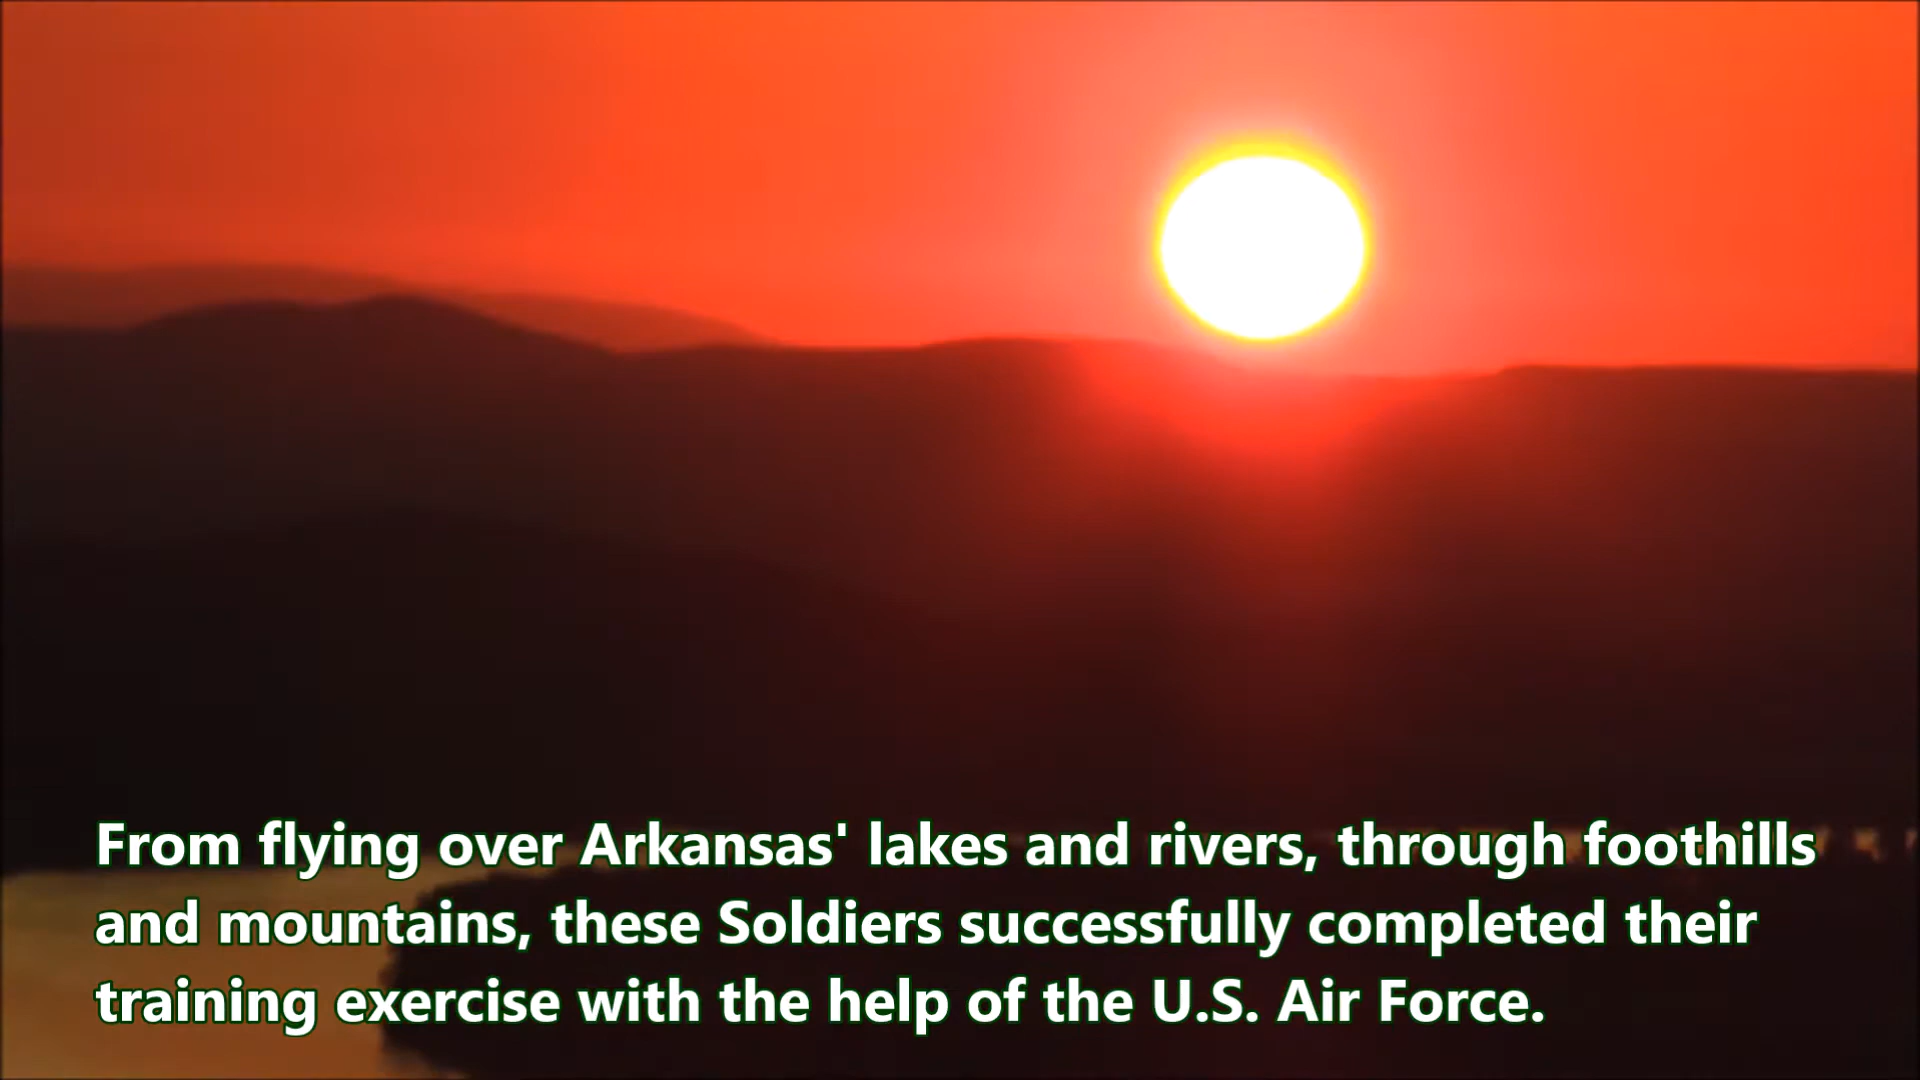 From flying over Arkansas' lakes and rivers, through foothills
and mountains, these Soldiers successfully completed their
training exercise with the help of the U.S. Air Force.